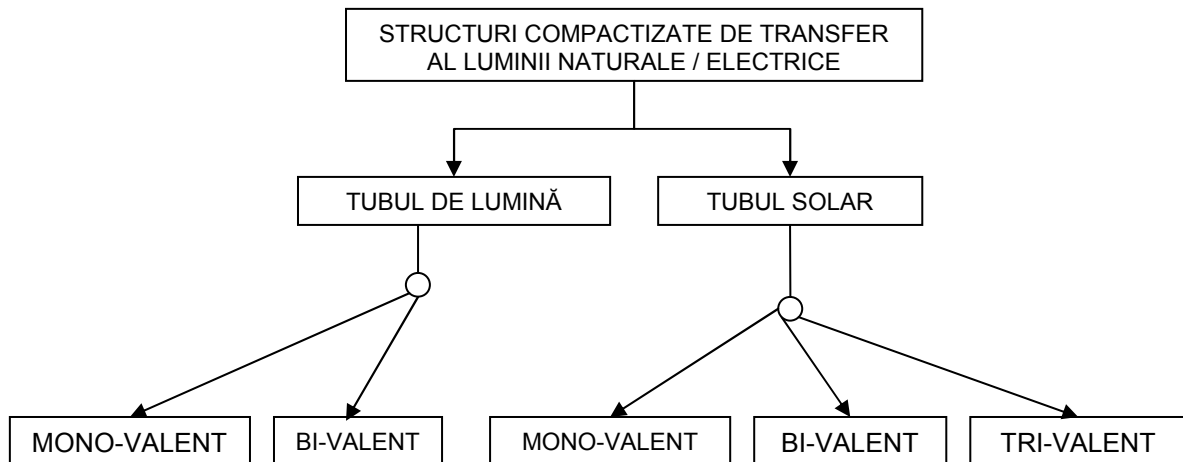 STRUCTURI COMPACTIZATE DE TRANSFER
AL LUMINII NATURALE / ELECTRICE
TUBUL DE LUMINĂ
TUBUL SOLAR
MONO-VALENT
BI-VALENT
MONO-VALENT
BI-VALENT
TRI-VALENT